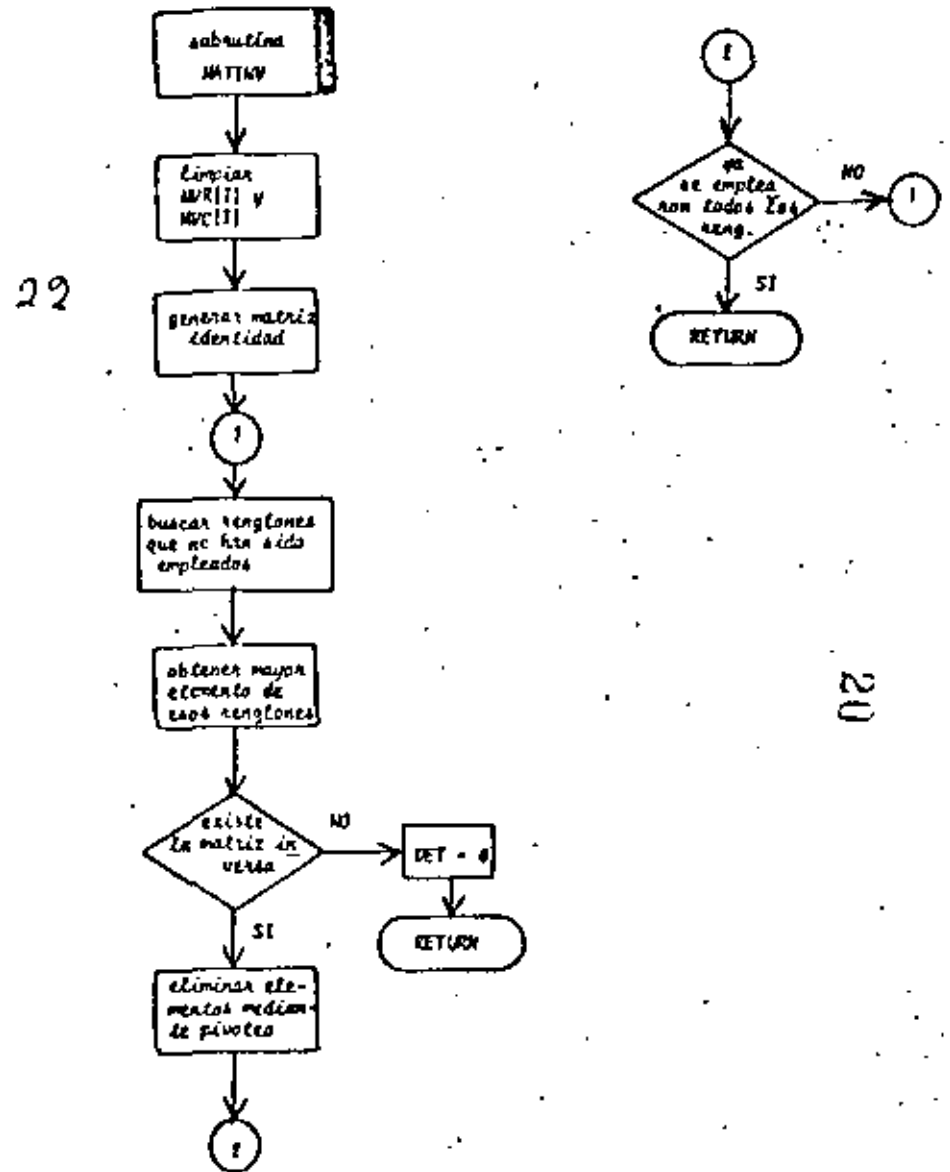 subrutina
MATINV
limpiar
NVR[I] y
NVC[I]
generar matriz
identidad
1
buscar renglones
que no han sido
empleados
obtener mayor
elemento de
esos renglones
existe
la matriz in
versa
NO
DET = 0
RETURN
SI
eliminar ele-
mentos median-
de pivoteo
2
2
ya
se emplea
ron todos los
reng.
NO
1
SI
RETURN
22
20